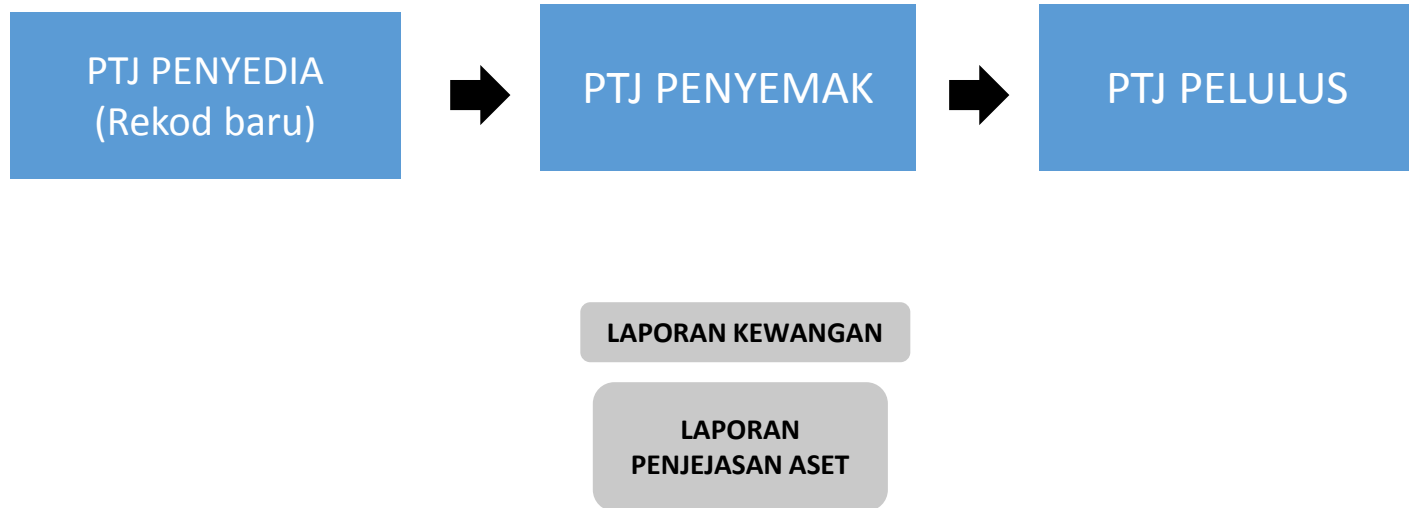 PTJ PENYEDIA
(Rekod baru)
PTJ PENYEMAK
PTJ PELULUS
LAPORAN KEWANGAN
LAPORAN
PENJEJASAN ASET